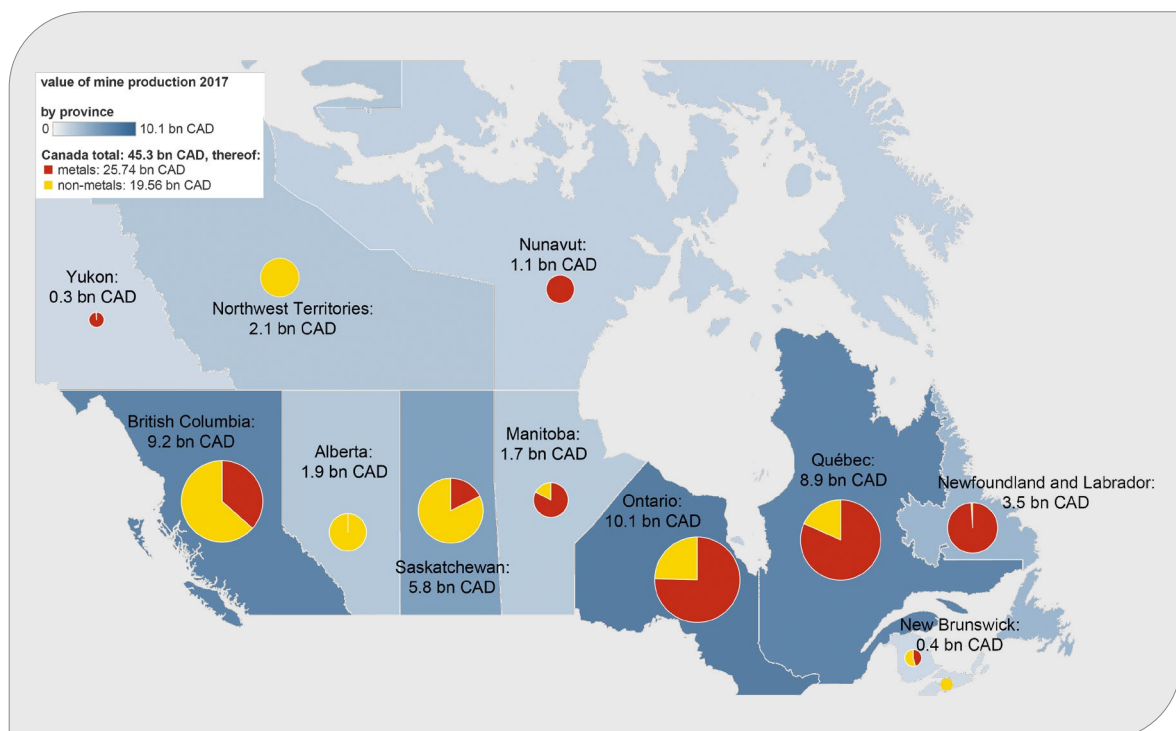 value of mine production 2017
by province
0 10.1 bn CAD
Canada total: 45.3 bn CAD, thereof:
metals: 25.74 bn CAD
non-metals: 19.56 bn CAD
Yukon:
0.3 bn CAD
Northwest Territories:
2.1 bn CAD
Nunavut:
1.1 bn CAD
British Columbia:
9.2 bn CAD
Alberta:
1.9 bn CAD
Saskatchewan:
5.8 bn CAD
Manitoba:
1.7 bn CAD
Ontario:
10.1 bn CAD
Québec:
8.9 bn CAD
Newfoundland and Labrador:
3.5 bn CAD
New Brunswick:
0.4 bn CAD